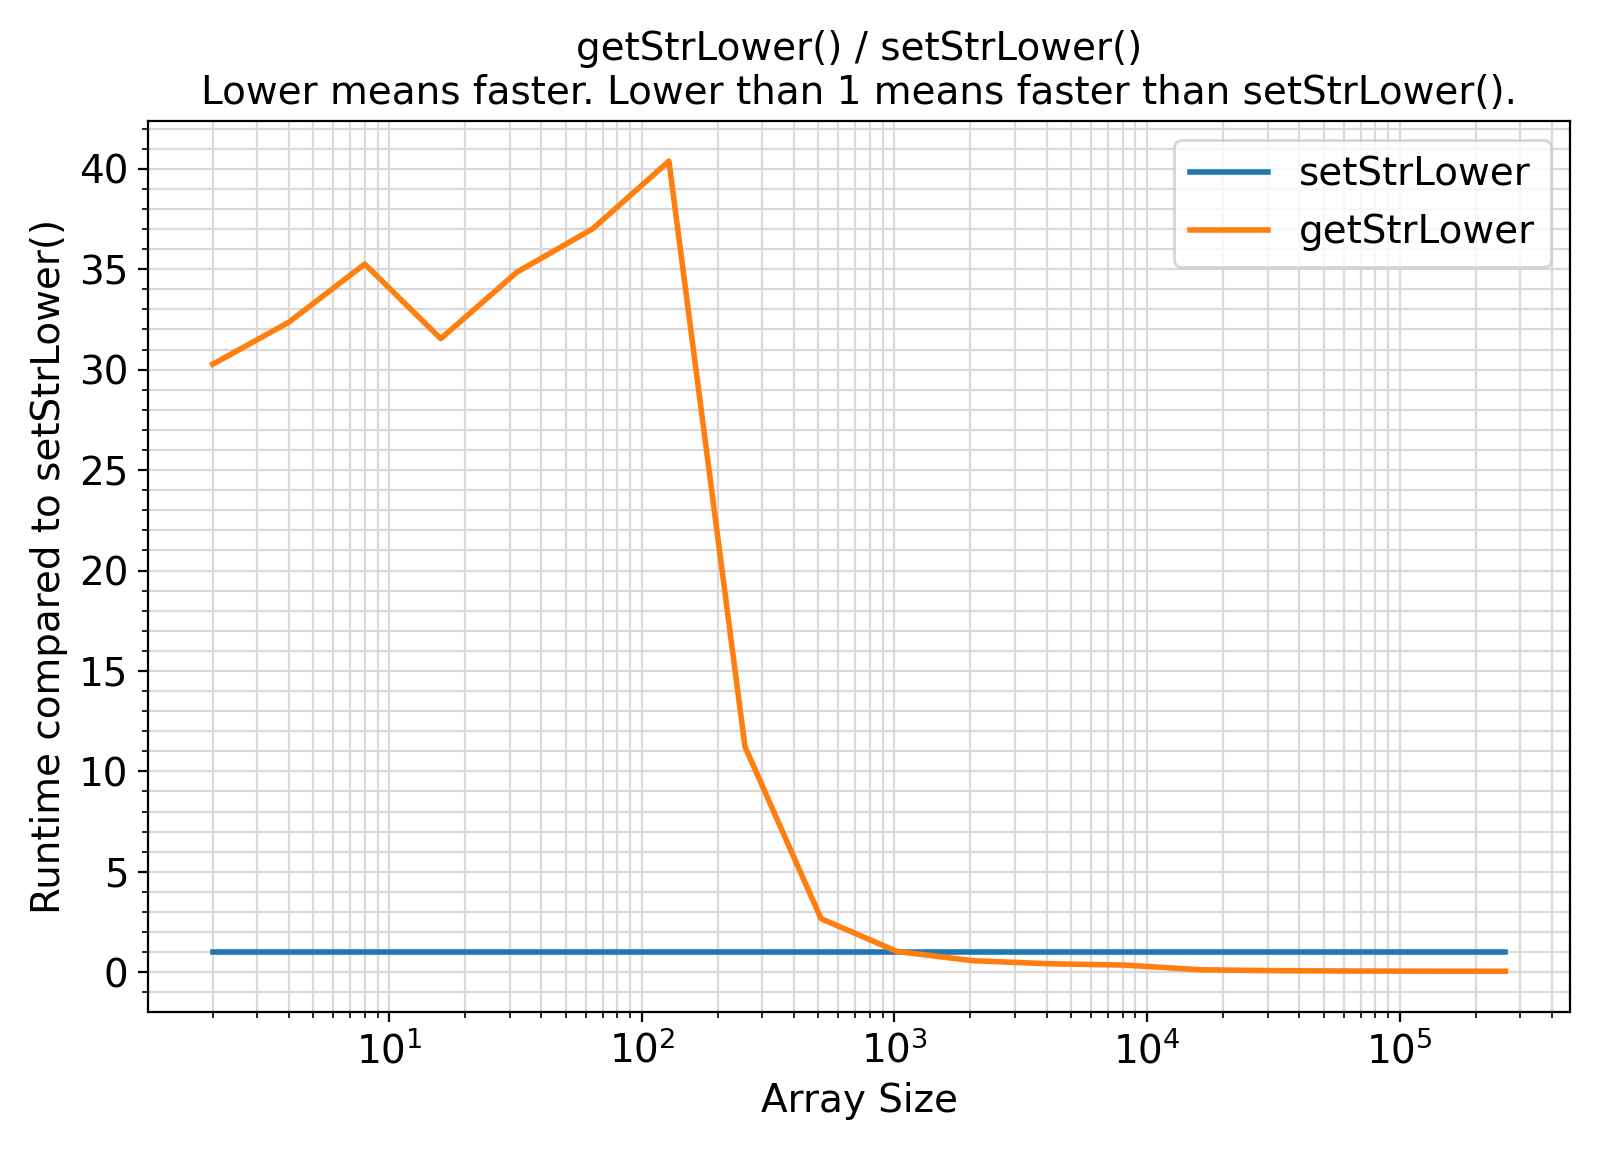 getStrLower() / setStrLower()
Lower means faster. Lower than 1 means faster than setStrLower().
setStrLower
getStrLower
Runtime compared to setStrLower()
40
35
30
25
20
15
10
5
0
10¹
10²
10³
10⁴
10⁵
Array Size